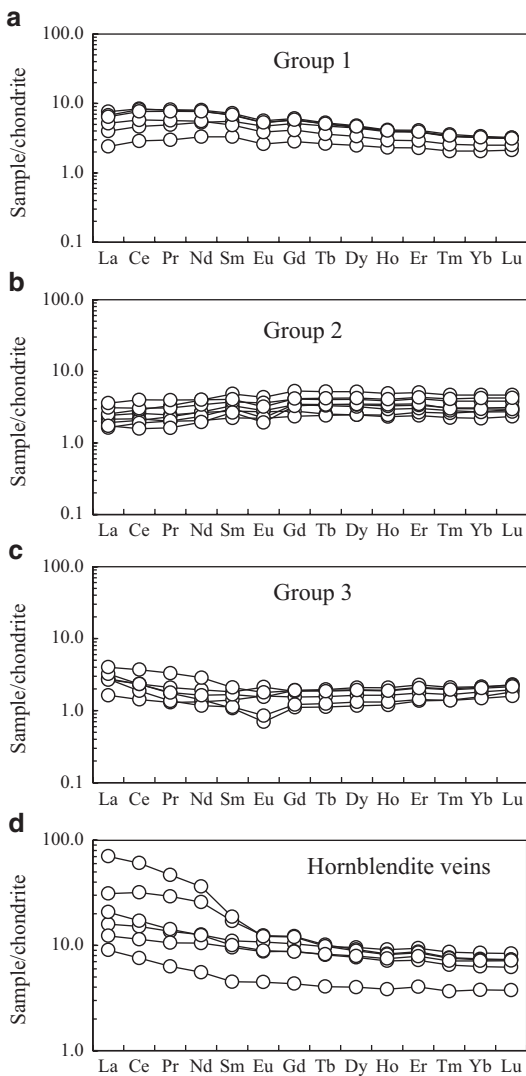 a
100.0
Group 1
10.0
1.0
0.1
Sample/chondrite
La Ce Pr Nd Sm Eu Gd Tb Dy Ho Er Tm Yb Lu
b
100.0
Group 2
10.0
1.0
0.1
Sample/chondrite
La Ce Pr Nd Sm Eu Gd Tb Dy Ho Er Tm Yb Lu
c
100.0
Group 3
10.0
1.0
0.1
Sample/chondrite
La Ce Pr Nd Sm Eu Gd Tb Dy Ho Er Tm Yb Lu
d
100.0
Hornblendite veins
10.0
1.0
Sample/chondrite
La Ce Pr Nd Sm Eu Gd Tb Dy Ho Er Tm Yb Lu